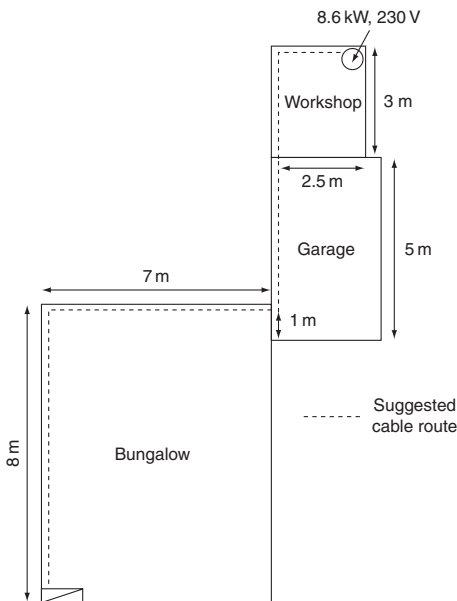 8.6 kW, 230 V
Workshop
3 m
2.5 m
Garage
5 m
7 m
1 m
Suggested
cable route
Bungalow
8 m